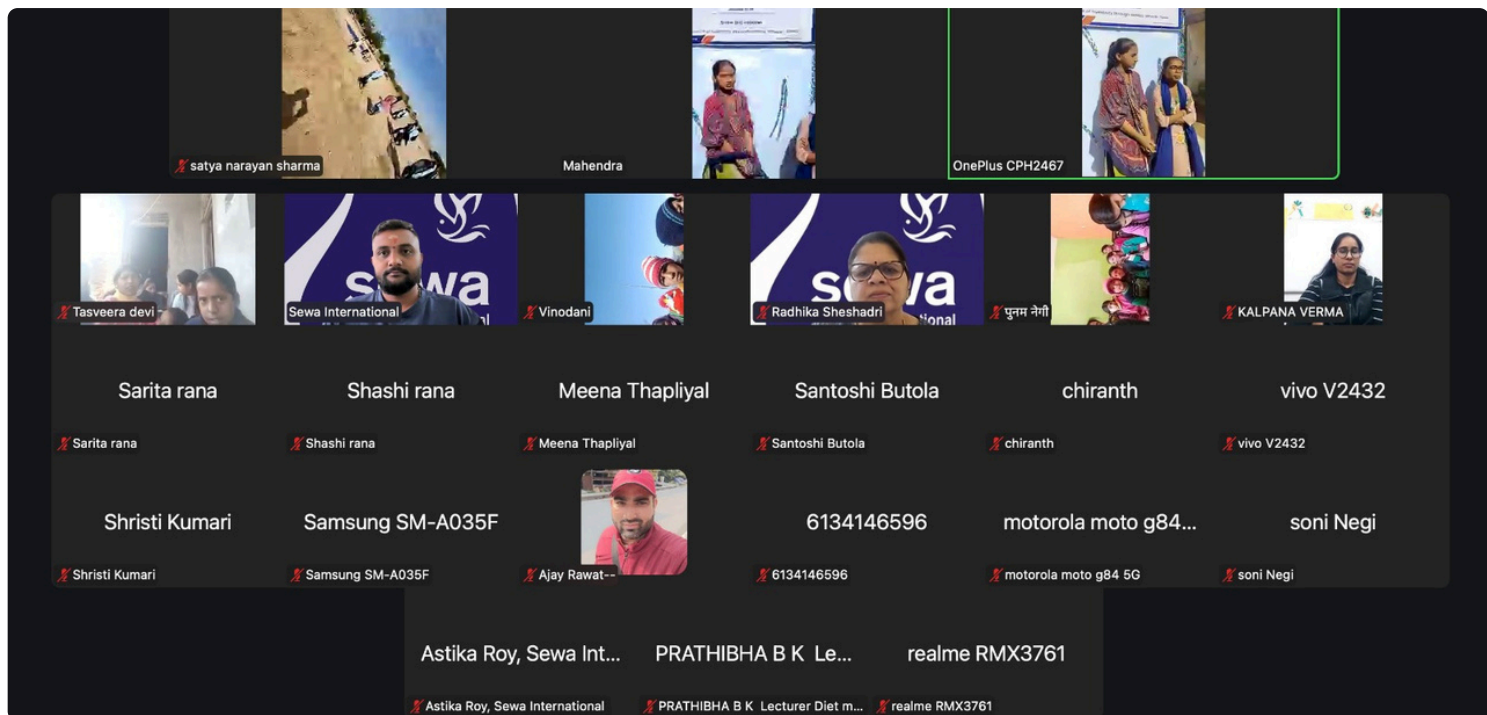 satya narayan sharma
Mahendra
OnePlus CPH2467
Tasveera devi
sewa
Sewa International
Vinodani
Radhika Sheshadri
पुनम नेगी
KALPANA VERMA
Sarita rana
Shashi rana
Meena Thapliyal
Santoshi Butola
chiranth
vivo V2432
Sarita rana
Shashi rana
Meena Thapliyal
Santoshi Butola
chiranth
vivo V2432
Shristi Kumari
Samsung SM-A035F
6134146596
motorola moto g84...
soni Negi
Shristi Kumari
Samsung SM-A035F
Ajay Rawat--
6134146596
motorola moto g84 5G
soni Negi
Astika Roy, Sewa Int...
PRATHIBHA B K Le...
realme RMX3761
Astika Roy, Sewa International
PRATHIBHA B K Lecturer Diet m...
realme RMX3761